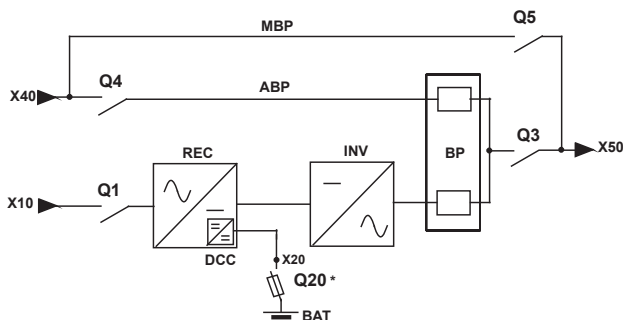 MBP
Q5
X40
Q4
ABP
Q3
X50
REC
INV
BP
X10
Q1
DCC
X20
Q20 *
BAT